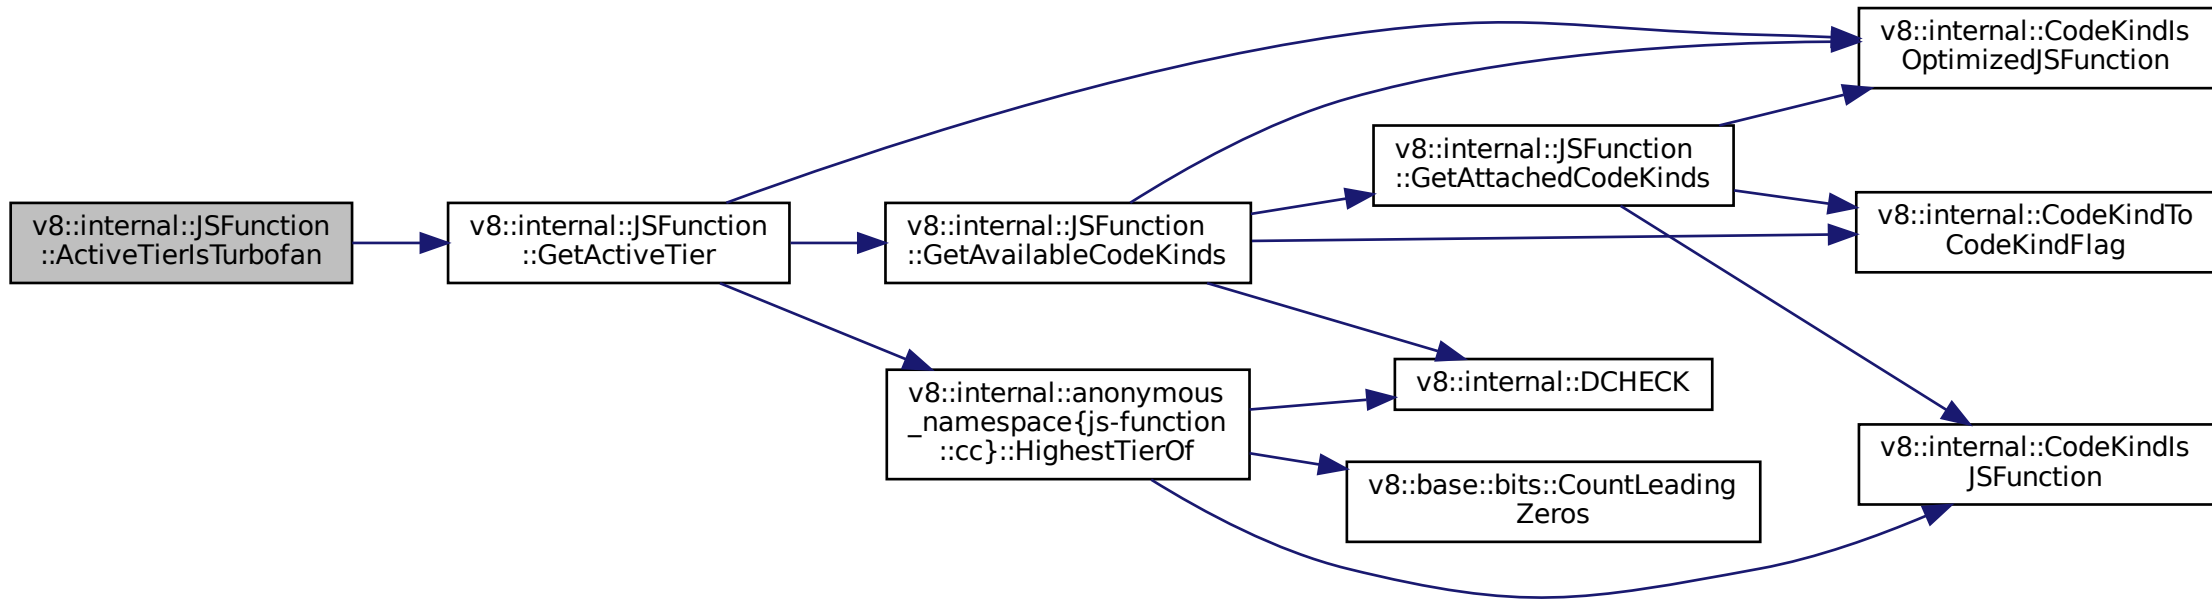 v8::internal::JSFunction
::ActiveTierIsTurbofan
v8::internal::JSFunction
::GetActiveTier
v8::internal::JSFunction
::GetAvailableCodeKinds
v8::internal::anonymous
_namespace{js-function
::cc}::HighestTierOf
v8::internal::JSFunction
::GetAttachedCodeKinds
v8::internal::DCHECK
v8::base::bits::CountLeading
Zeros
v8::internal::CodeKindIs
OptimizedJSFunction
v8::internal::CodeKindTo
CodeKindFlag
v8::internal::CodeKindIs
JSFunction